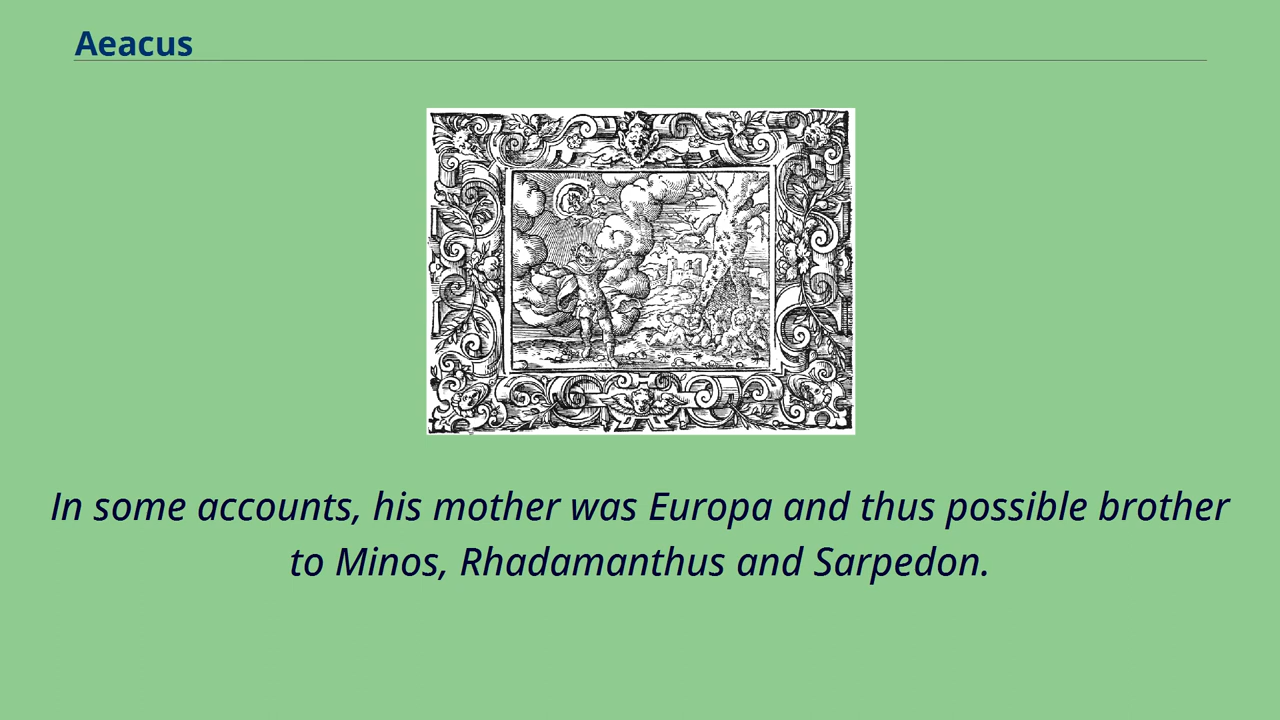 Aeacus
In some accounts, his mother was Europa and thus possible brother
to Minos, Rhadamanthus and Sarpedon.